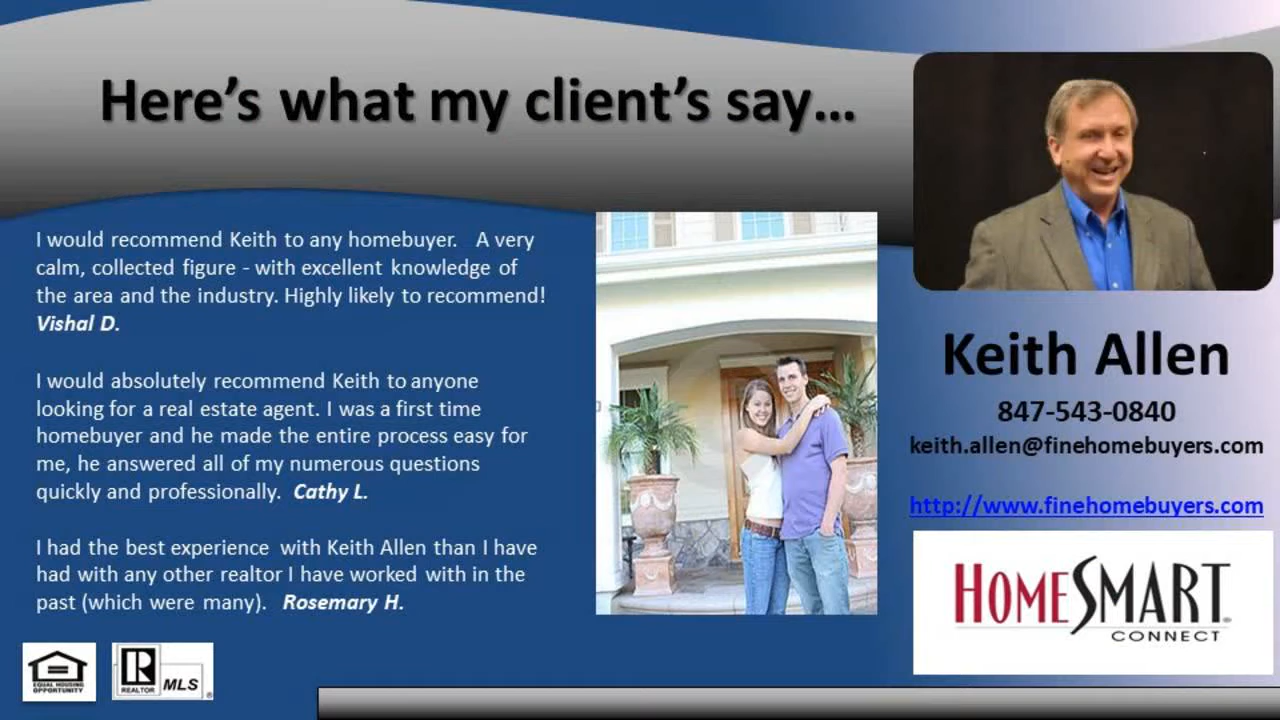 Here’s what my client’s say…
I would recommend Keith to any homebuyer. A very
calm, collected figure - with excellent knowledge of
the area and the industry. Highly likely to recommend!
Vishal D.
I would absolutely recommend Keith to anyone
looking for a real estate agent. I was a first time
homebuyer and he made the entire process easy for
me, he answered all of my numerous questions
quickly and professionally. Cathy L.
I had the best experience with Keith Allen than I have
had with any other realtor I have worked with in the
past (which were many). Rosemary H.
EQUAL HOUSING
OPPORTUNITY
R
REALTOR
MLS
®
Keith Allen
847-543-0840
keith.allen@finehomebuyers.com
http://www.finehomebuyers.com
HOMESMART®
CONNECT